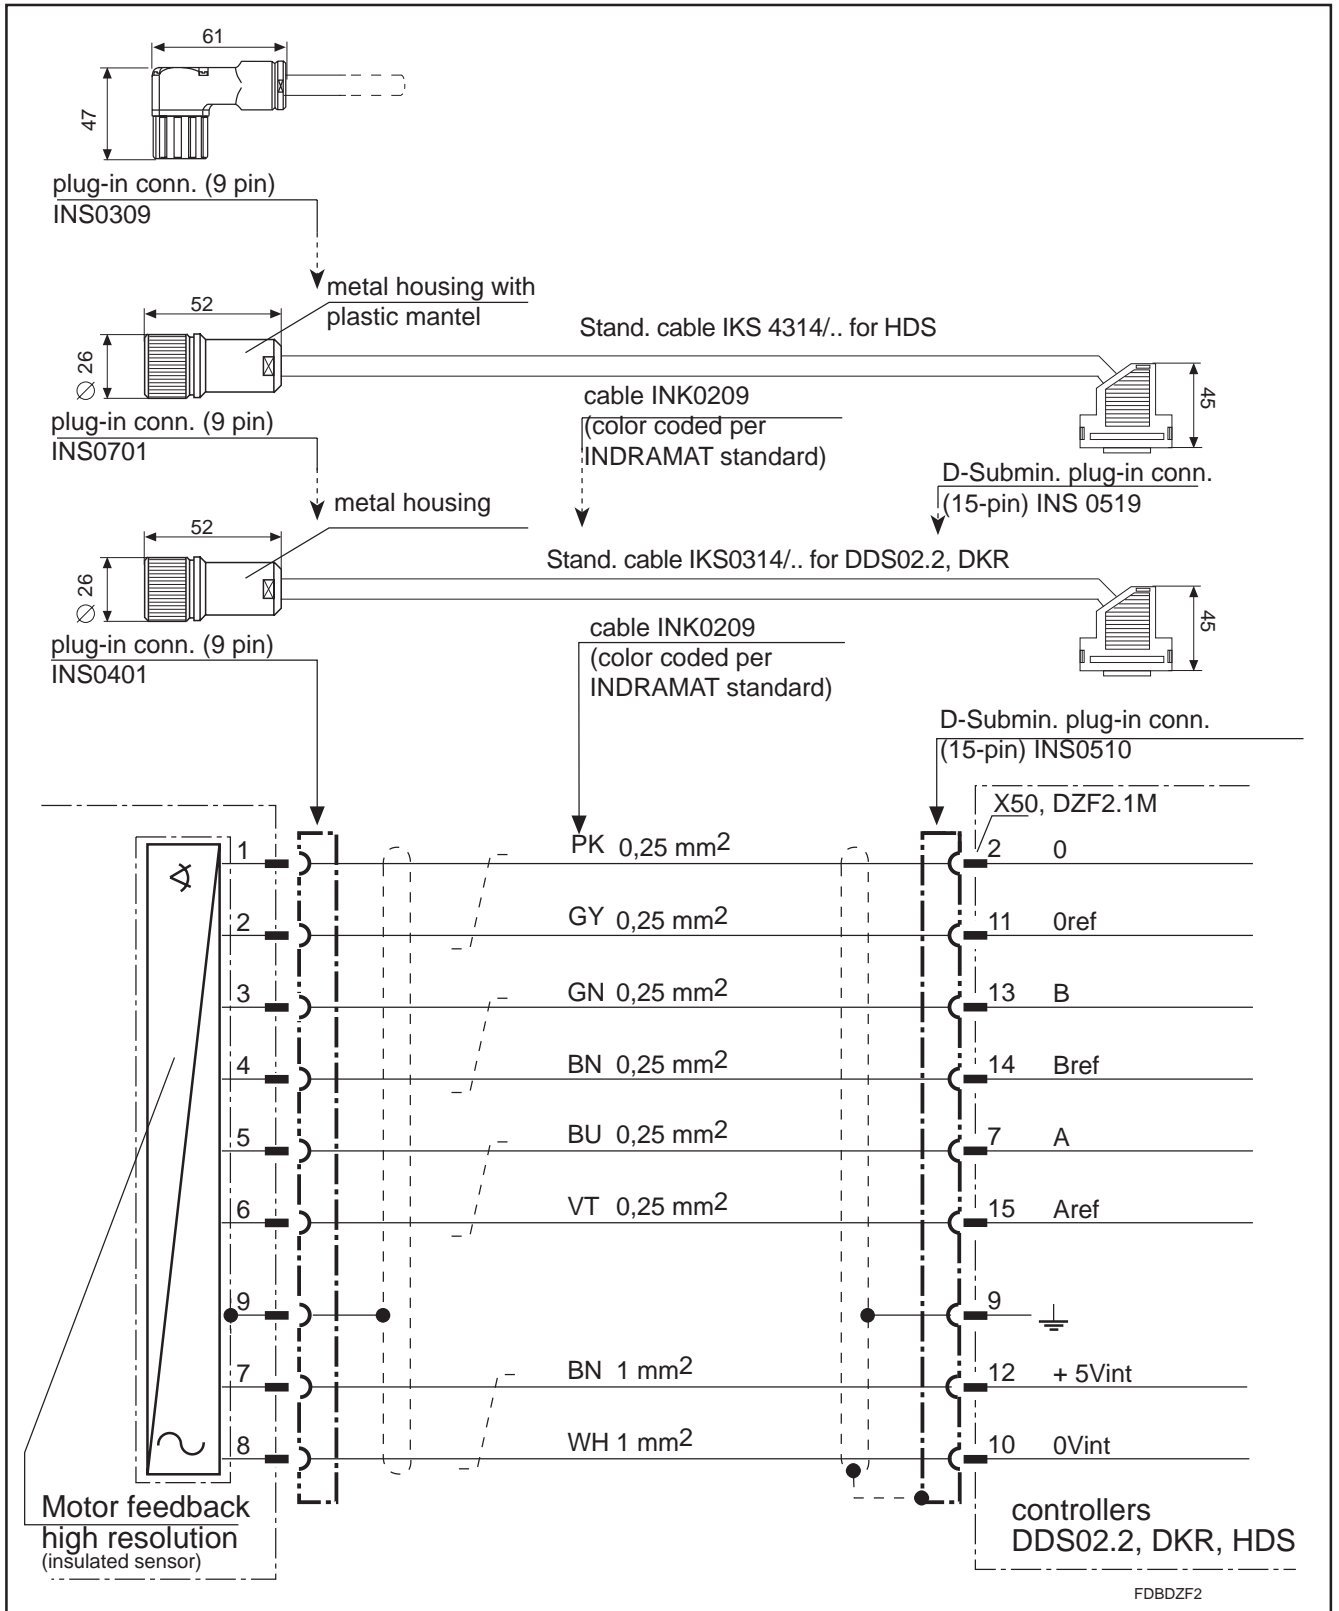 61
47
plug-in conn. (9 pin)
INS0309
metal housing with
plastic mantel
52
Stand. cable IKS 4314/.. for HDS
∅ 26
45
cable INK0209
(color coded per
INDRAMAT standard)
plug-in conn. (9 pin)
INS0701
D-Submin. plug-in conn.
(15-pin) INS 0519
metal housing
52
Stand. cable IKS0314/.. for DDS02.2, DKR
∅ 26
45
cable INK0209
(color coded per
INDRAMAT standard)
plug-in conn. (9 pin)
INS0401
D-Submin. plug-in conn.
(15-pin) INS0510
X50, DZF2.1M
1 PK 0,25 mm2 2 0
2 GY 0,25 mm2 11 0ref
3 GN 0,25 mm2 13 B
4 BN 0,25 mm2 14 Bref
5 BU 0,25 mm2 7 A
6 VT 0,25 mm2 15 Aref
9 9
7 BN 1 mm2 12 + 5Vint
8 WH 1 mm2 10 0Vint
Motor feedback
high resolution
(insulated sensor)
controllers
DDS02.2, DKR, HDS
FDBDZF2